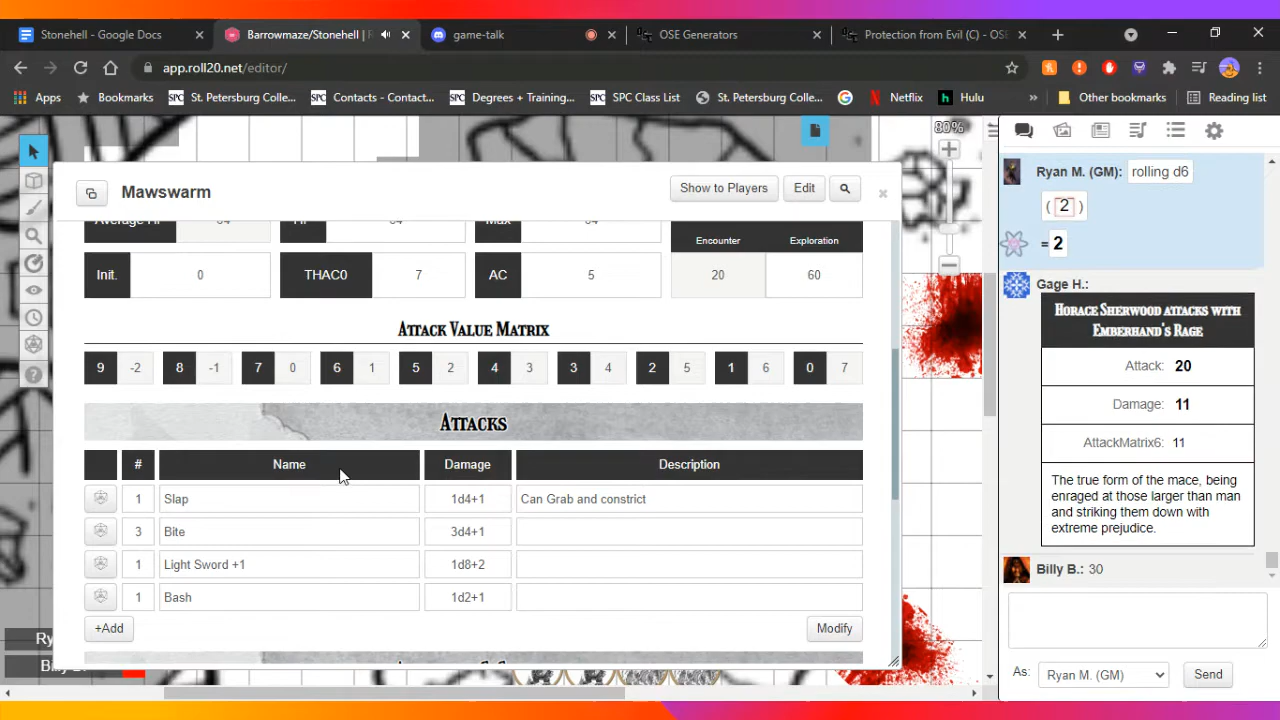 Stonehell - Google Docs
Barrowmaze/Stonehell |
game-talk
OSE Generators
Protection from Evil (C) - OSE
app.roll20.net/editor/
Apps
Bookmarks
St. Petersburg Colle...
Contacts - Contact...
Degrees + Training...
SPC Class List
St. Petersburg Colle...
Netflix
Hulu
Other bookmarks
Reading list
80%
Mawswarm
Show to Players
Edit
Encounter
Exploration
Init.
0
THAC0
7
AC
5
20
60
Attack Value Matrix
9 -2 8 -1 7 0 6 1 5 2 4 3 3 4 2 5 1 6 0 7
Attacks
# Name Damage Description
1 Slap 1d4+1 Can Grab and constrict
3 Bite 3d4+1
1 Light Sword +1 1d8+2
1 Bash 1d2+1
+Add
Modify
Ryan M. (GM): rolling d6
( 2 )
= 2
Gage H.:
Horace Sherwood attacks with
Emberhand's Rage
Attack: 20
Damage: 11
AttackMatrix6: 11
The true form of the mace, being
enraged at those larger than man
and striking them down with
extreme prejudice.
Billy B.: 30
As:
Ryan M. (GM)
Send